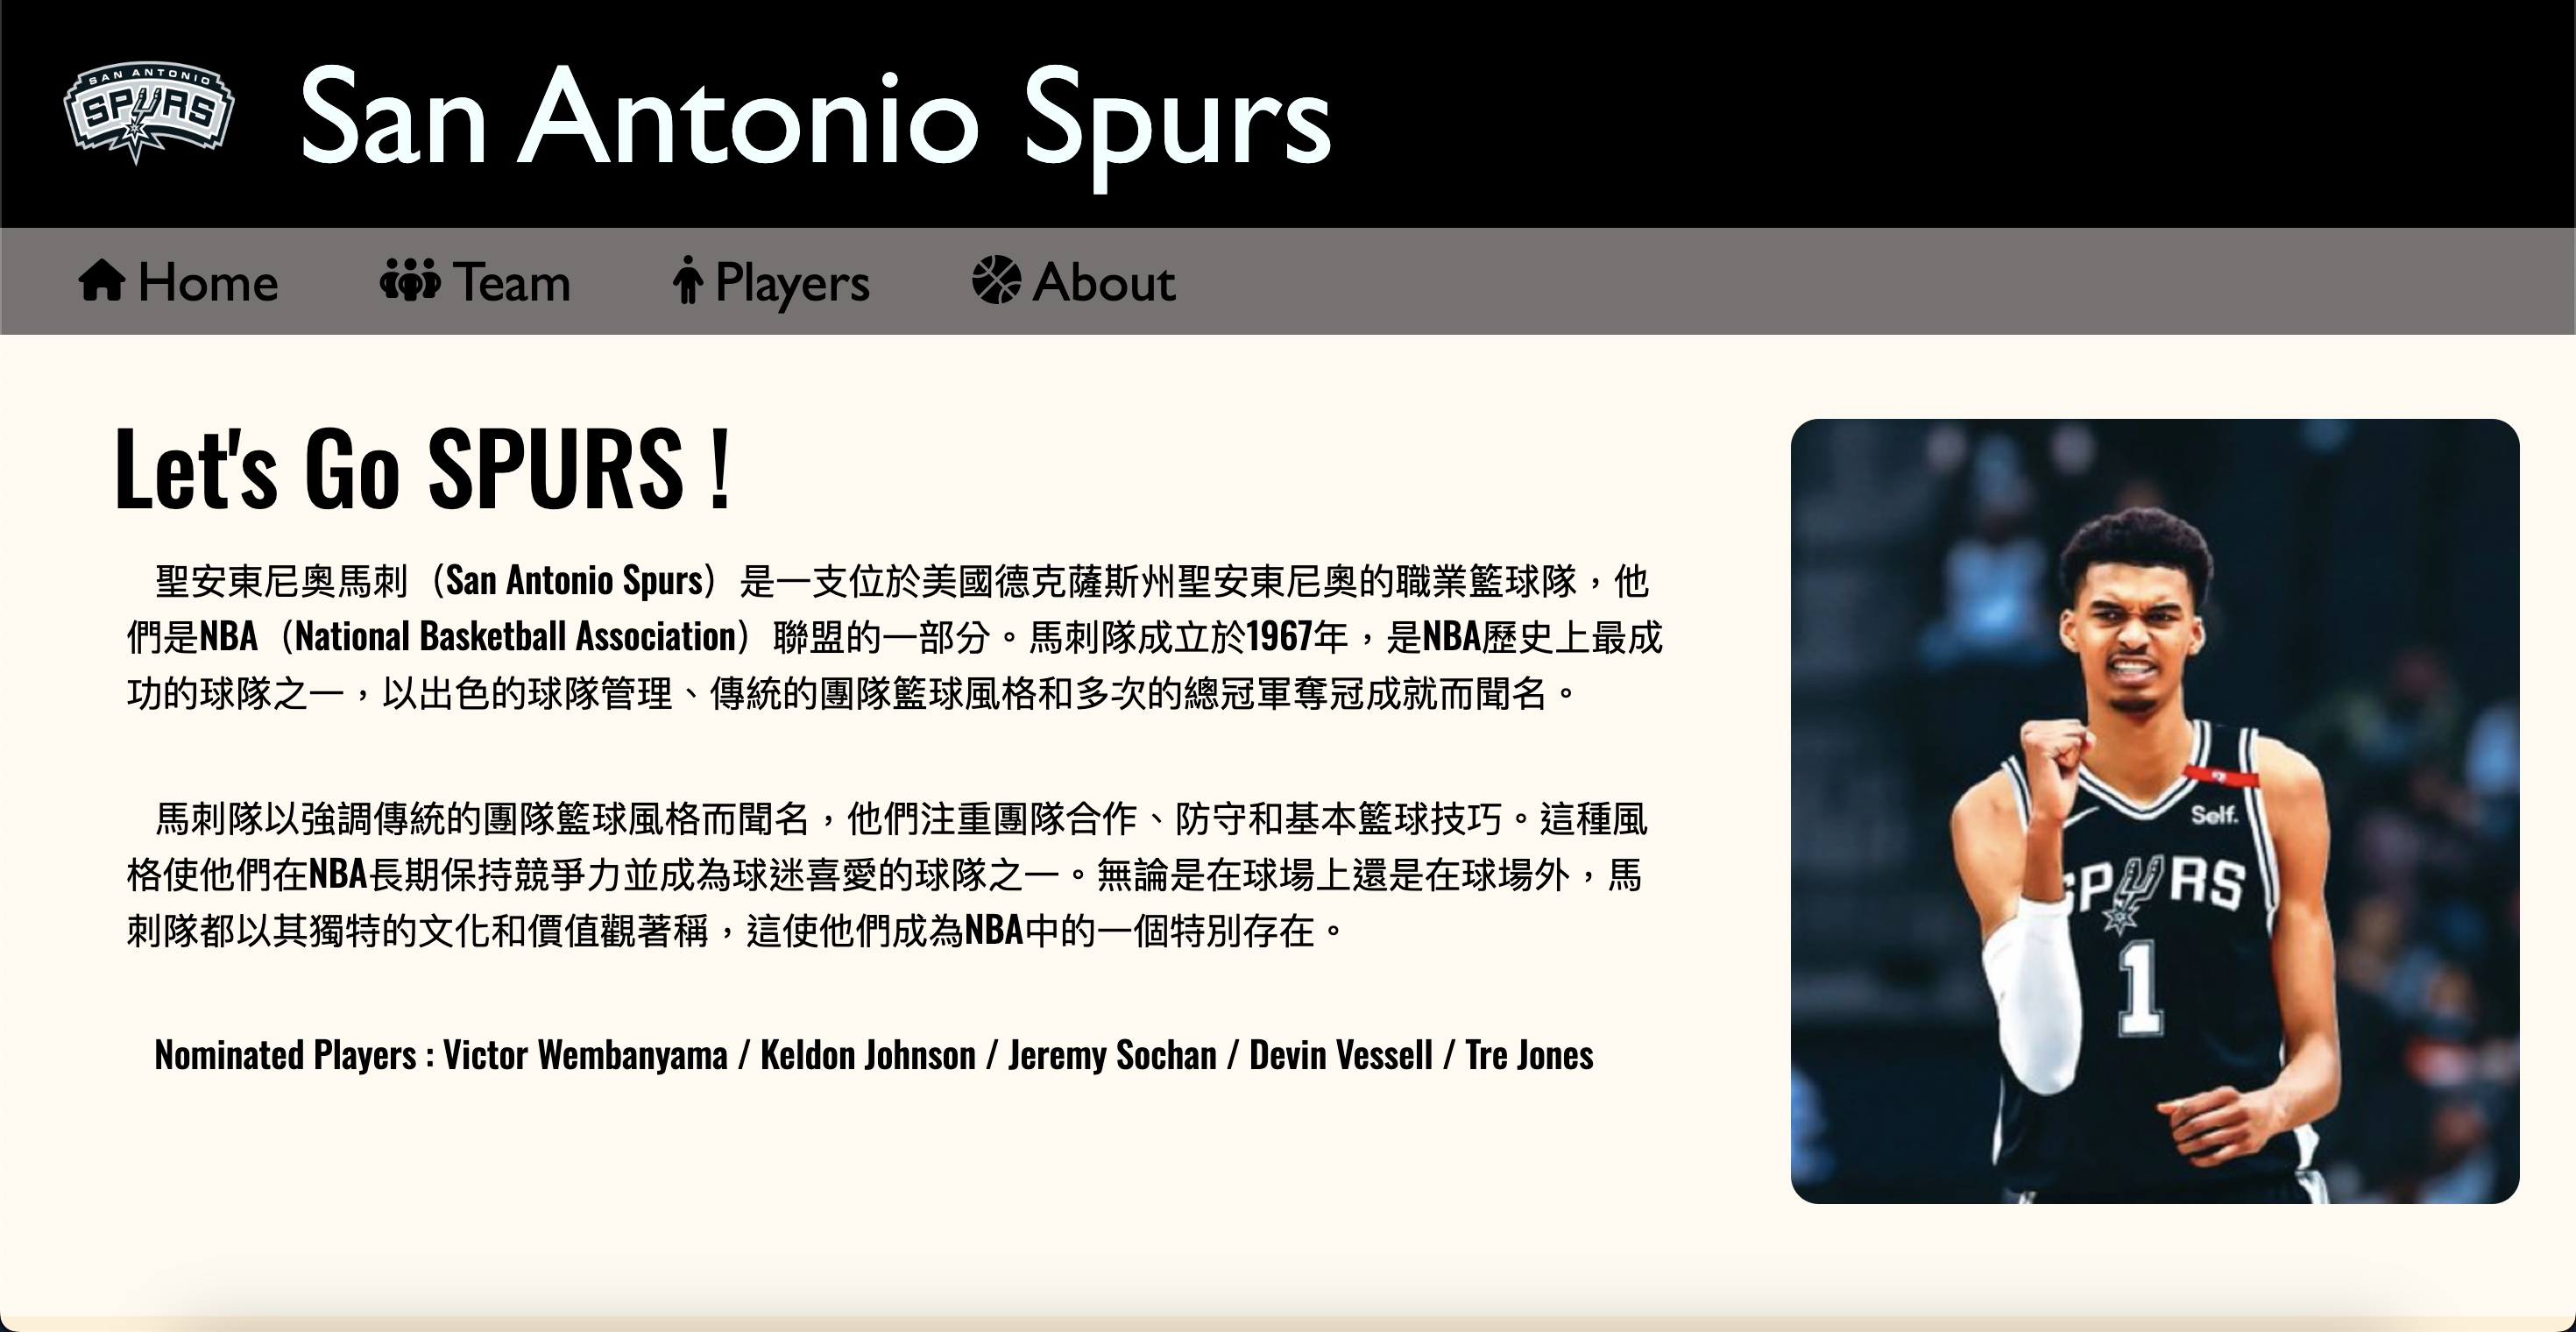 SAN ANTONIO
SPURS
San Antonio Spurs
Home
Team
Players
About
Let's Go SPURS !
聖安東尼奧馬刺（San Antonio Spurs）是一支位於美國德克薩斯州聖安東尼奧的職業籃球隊，他
們是NBA（National Basketball Association）聯盟的一部分。馬刺隊成立於1967年，是NBA歷史上最成
功的球隊之一，以出色的球隊管理、傳統的團隊籃球風格和多次的總冠軍奪冠成就而聞名。
馬刺隊以強調傳統的團隊籃球風格而聞名，他們注重團隊合作、防守和基本籃球技巧。這種風
格使他們在NBA長期保持競爭力並成為球迷喜愛的球隊之一。無論是在球場上還是在球場外，馬
刺隊都以其獨特的文化和價值觀著稱，這使他們成為NBA中的一個特別存在。
Nominated Players : Victor Wembanyama / Keldon Johnson / Jeremy Sochan / Devin Vessell / Tre Jones
Self.
SPURS
1